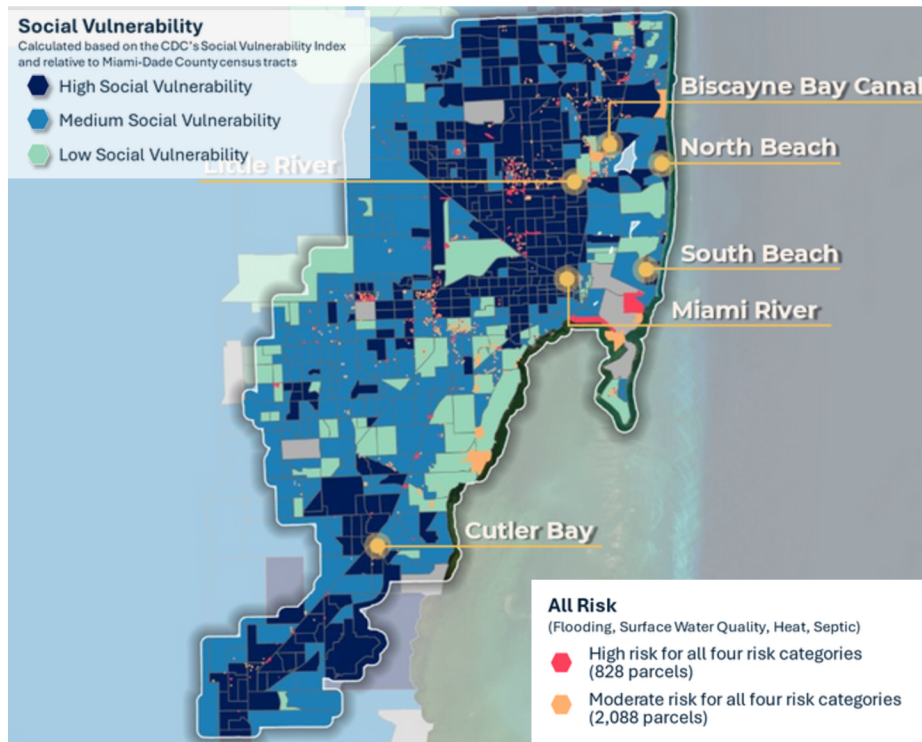 Social Vulnerability
Calculated based on the CDC's Social Vulnerability Index
and relative to Miami-Dade County census tracts
High Social Vulnerability
Medium Social Vulnerability
Low Social Vulnerability
Little River
Biscayne Bay Canal
North Beach
South Beach
Miami River
Cutler Bay
All Risk
(Flooding, Surface Water Quality, Heat, Septic)
High risk for all four risk categories
(828 parcels)
Moderate risk for all four risk categories
(2,088 parcels)